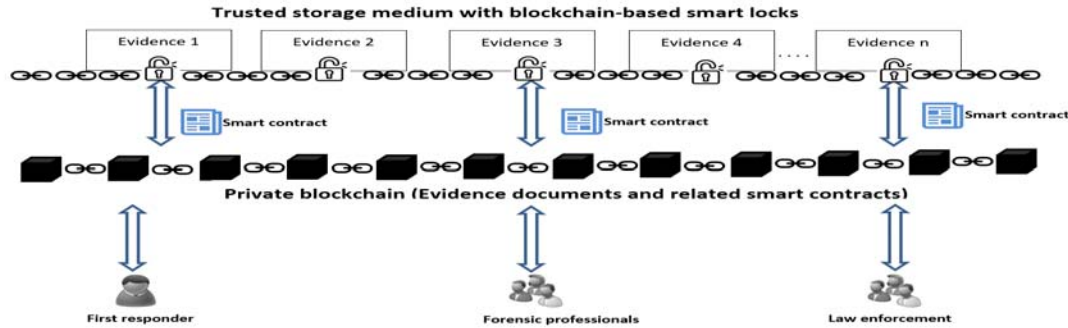 Trusted storage medium with blockchain-based smart locks
Evidence 1
Evidence 2
Evidence 3
Evidence 4
.....
Evidence n
Smart contract
Smart contract
Smart contract
Private blockchain (Evidence documents and related smart contracts)
First responder
Forensic professionals
Law enforcement